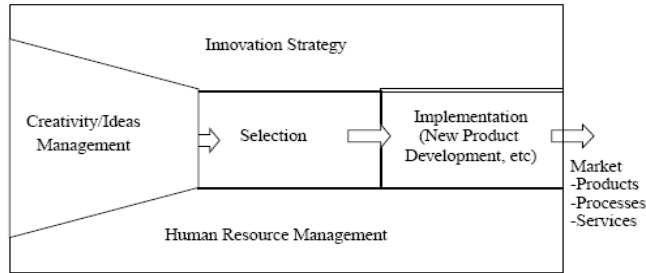 Innovation Strategy
Creativity/Ideas
Management
Selection
Implementation
(New Product
Development, etc)
Market
-Products
-Processes
-Services
Human Resource Management